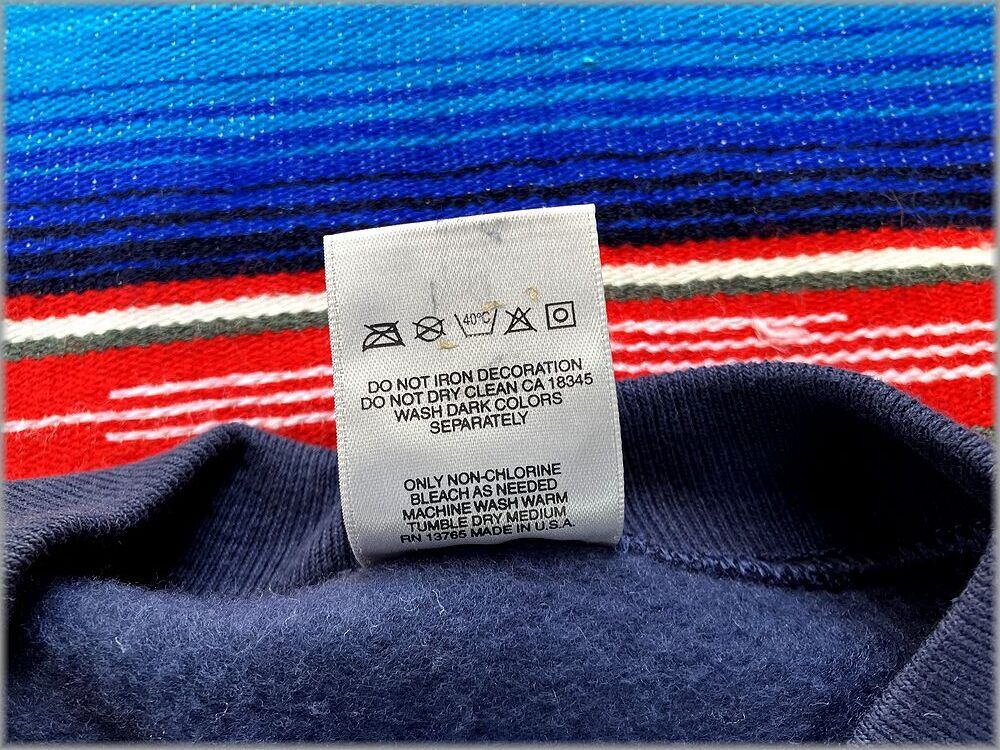 40°C
DO NOT IRON DECORATION
DO NOT DRY CLEAN CA 18345
WASH DARK COLORS
SEPARATELY
ONLY NON-CHLORINE
BLEACH AS NEEDED
MACHINE WASH WARM
TUMBLE DRY MEDIUM
RN 13765 MADE IN U.S.A.